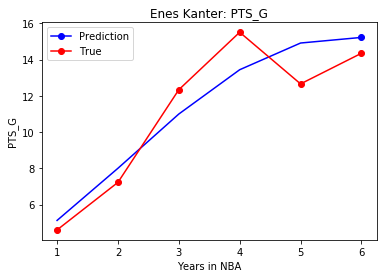 Enes Kanter: PTS_G
Prediction
True
PTS_G
16
14
12
10
8
6
1 2 3 4 5 6
Years in NBA